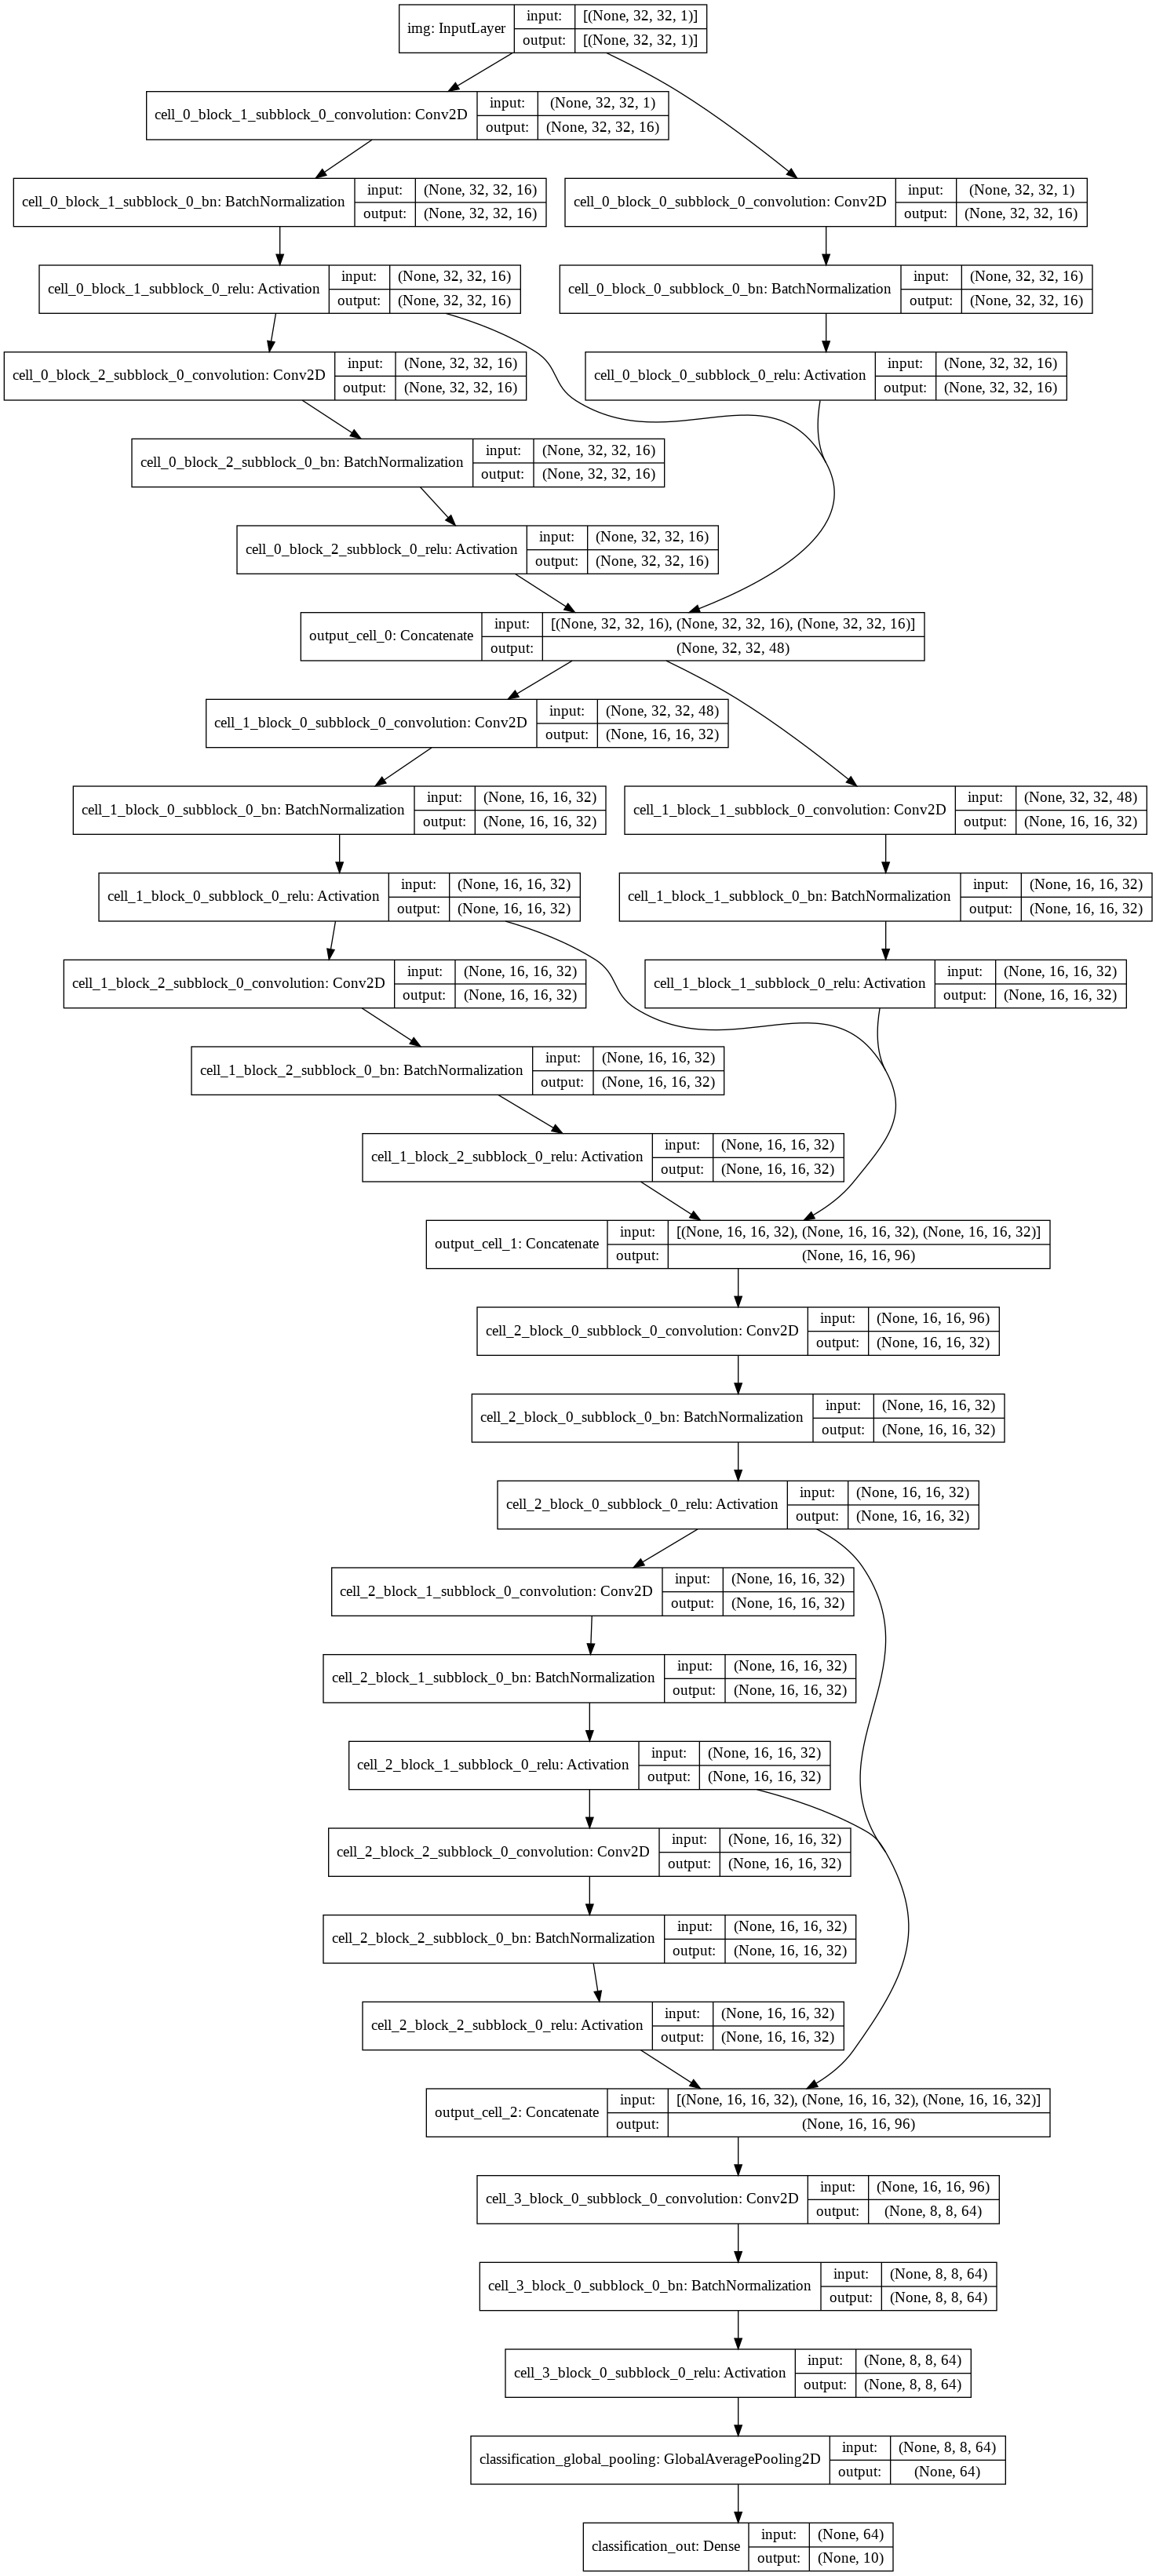 img: InputLayer
input: [(None, 32, 32, 1)]
output: [(None, 32, 32, 1)]
cell_0_block_1_subblock_0_convolution: Conv2D
input: (None, 32, 32, 1)
output: (None, 32, 32, 16)
cell_0_block_1_subblock_0_bn: BatchNormalization
input: (None, 32, 32, 16)
output: (None, 32, 32, 16)
cell_0_block_0_subblock_0_convolution: Conv2D
input: (None, 32, 32, 1)
output: (None, 32, 32, 16)
cell_0_block_1_subblock_0_relu: Activation
input: (None, 32, 32, 16)
output: (None, 32, 32, 16)
cell_0_block_0_subblock_0_bn: BatchNormalization
input: (None, 32, 32, 16)
output: (None, 32, 32, 16)
cell_0_block_2_subblock_0_convolution: Conv2D
input: (None, 32, 32, 16)
output: (None, 32, 32, 16)
cell_0_block_0_subblock_0_relu: Activation
input: (None, 32, 32, 16)
output: (None, 32, 32, 16)
cell_0_block_2_subblock_0_bn: BatchNormalization
input: (None, 32, 32, 16)
output: (None, 32, 32, 16)
cell_0_block_2_subblock_0_relu: Activation
input: (None, 32, 32, 16)
output: (None, 32, 32, 16)
output_cell_0: Concatenate
input: [(None, 32, 32, 16), (None, 32, 32, 16), (None, 32, 32, 16)]
output: (None, 32, 32, 48)
cell_1_block_0_subblock_0_convolution: Conv2D
input: (None, 32, 32, 48)
output: (None, 16, 16, 32)
cell_1_block_0_subblock_0_bn: BatchNormalization
input: (None, 16, 16, 32)
output: (None, 16, 16, 32)
cell_1_block_1_subblock_0_convolution: Conv2D
input: (None, 32, 32, 48)
output: (None, 16, 16, 32)
cell_1_block_0_subblock_0_relu: Activation
input: (None, 16, 16, 32)
output: (None, 16, 16, 32)
cell_1_block_1_subblock_0_bn: BatchNormalization
input: (None, 16, 16, 32)
output: (None, 16, 16, 32)
cell_1_block_2_subblock_0_convolution: Conv2D
input: (None, 16, 16, 32)
output: (None, 16, 16, 32)
cell_1_block_1_subblock_0_relu: Activation
input: (None, 16, 16, 32)
output: (None, 16, 16, 32)
cell_1_block_2_subblock_0_bn: BatchNormalization
input: (None, 16, 16, 32)
output: (None, 16, 16, 32)
cell_1_block_2_subblock_0_relu: Activation
input: (None, 16, 16, 32)
output: (None, 16, 16, 32)
output_cell_1: Concatenate
input: [(None, 16, 16, 32), (None, 16, 16, 32), (None, 16, 16, 32)]
output: (None, 16, 16, 96)
cell_2_block_0_subblock_0_convolution: Conv2D
input: (None, 16, 16, 96)
output: (None, 16, 16, 32)
cell_2_block_0_subblock_0_bn: BatchNormalization
input: (None, 16, 16, 32)
output: (None, 16, 16, 32)
cell_2_block_0_subblock_0_relu: Activation
input: (None, 16, 16, 32)
output: (None, 16, 16, 32)
cell_2_block_1_subblock_0_convolution: Conv2D
input: (None, 16, 16, 32)
output: (None, 16, 16, 32)
cell_2_block_1_subblock_0_bn: BatchNormalization
input: (None, 16, 16, 32)
output: (None, 16, 16, 32)
cell_2_block_1_subblock_0_relu: Activation
input: (None, 16, 16, 32)
output: (None, 16, 16, 32)
cell_2_block_2_subblock_0_convolution: Conv2D
input: (None, 16, 16, 32)
output: (None, 16, 16, 32)
cell_2_block_2_subblock_0_bn: BatchNormalization
input: (None, 16, 16, 32)
output: (None, 16, 16, 32)
cell_2_block_2_subblock_0_relu: Activation
input: (None, 16, 16, 32)
output: (None, 16, 16, 32)
output_cell_2: Concatenate
input: [(None, 16, 16, 32), (None, 16, 16, 32), (None, 16, 16, 32)]
output: (None, 16, 16, 96)
cell_3_block_0_subblock_0_convolution: Conv2D
input: (None, 16, 16, 96)
output: (None, 8, 8, 64)
cell_3_block_0_subblock_0_bn: BatchNormalization
input: (None, 8, 8, 64)
output: (None, 8, 8, 64)
cell_3_block_0_subblock_0_relu: Activation
input: (None, 8, 8, 64)
output: (None, 8, 8, 64)
classification_global_pooling: GlobalAveragePooling2D
input: (None, 8, 8, 64)
output: (None, 64)
classification_out: Dense
input: (None, 64)
output: (None, 10)